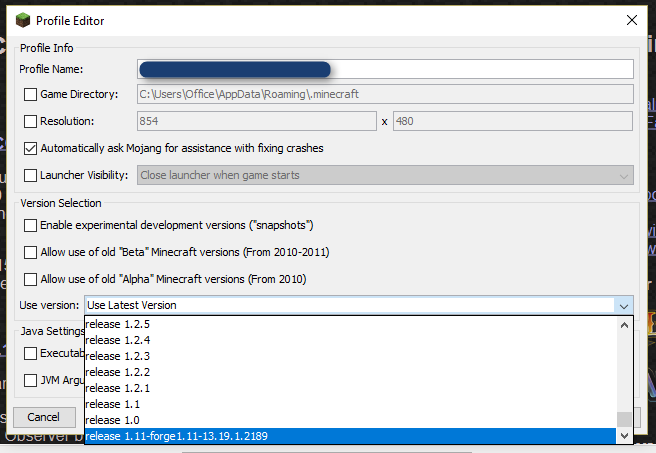 Profile Editor
Profile Info
Profile Name:
Game Directory: C:\Users\Office\AppData\Roaming\.minecraft
Resolution: 854 x 480
Automatically ask Mojang for assistance with fixing crashes
Launcher Visibility: Close launcher when game starts
Version Selection
Enable experimental development versions ("snapshots")
Allow use of old "Beta" Minecraft versions (From 2010-2011)
Allow use of old "Alpha" Minecraft versions (From 2010)
Use version: Use Latest Version
release 1.2.5
Java Settings
release 1.2.4
release 1.2.3
Executab
release 1.2.2
JVM Argu
release 1.2.1
release 1.1
Cancel
release 1.0
release 1.11-forge1.11-13.19.1.2189
Observer b